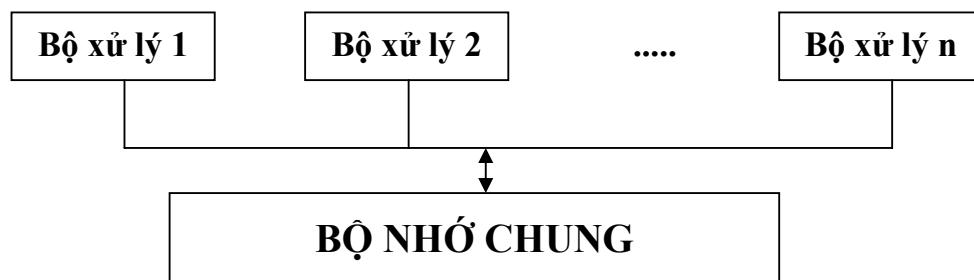 Bộ xử lý 1 Bộ xử lý 2 ..... Bộ xử lý n
BỘ NHỚ CHUNG